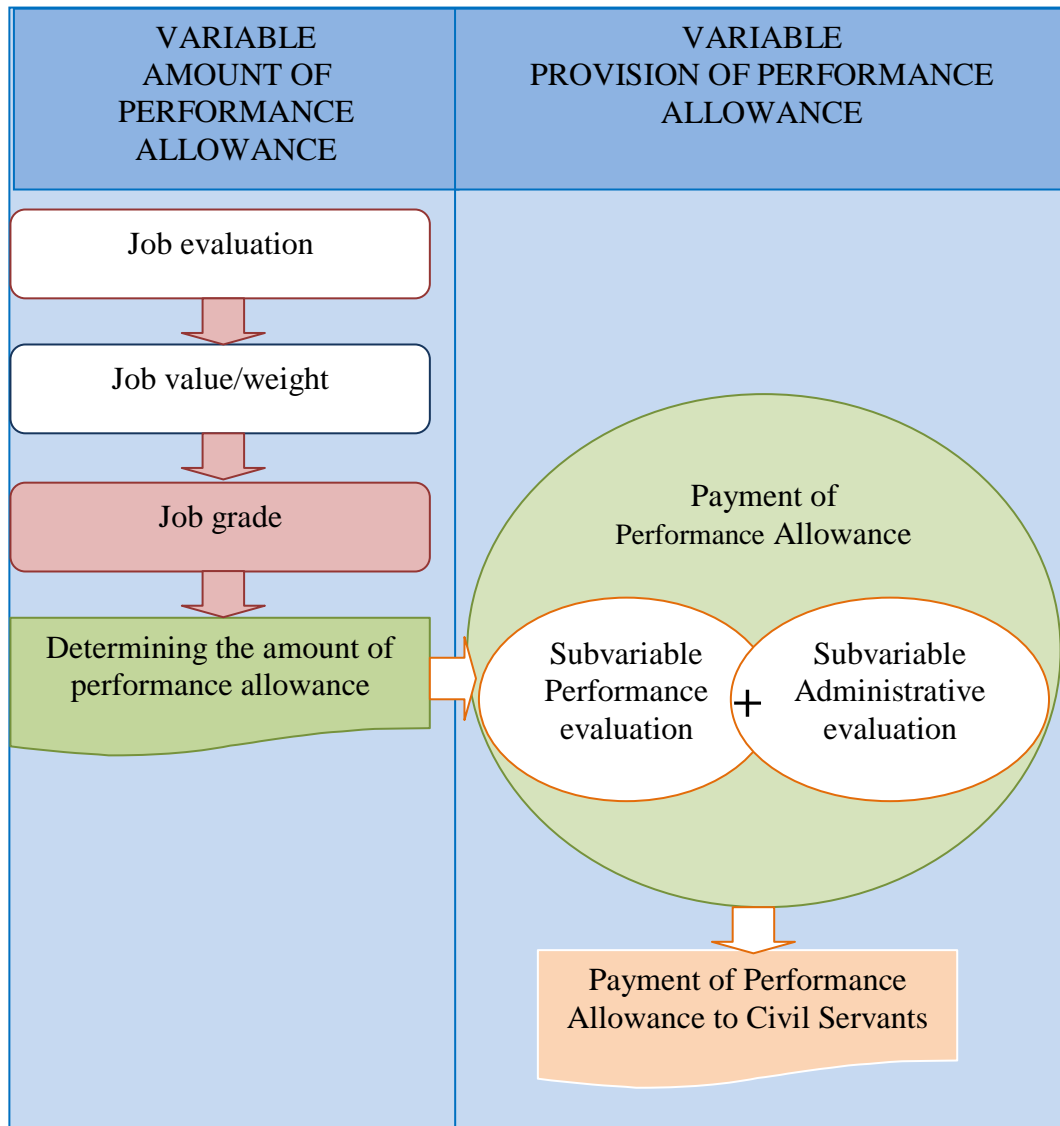 VARIABLE
AMOUNT OF
PERFORMANCE
ALLOWANCE
VARIABLE
PROVISION OF PERFORMANCE
ALLOWANCE
Job evaluation
Job value/weight
Job grade
Determining the amount of
performance allowance
Payment of
Performance Allowance
Subvariable
Performance
evaluation
+
Subvariable
Administrative
evaluation
Payment of Performance
Allowance to Civil Servants